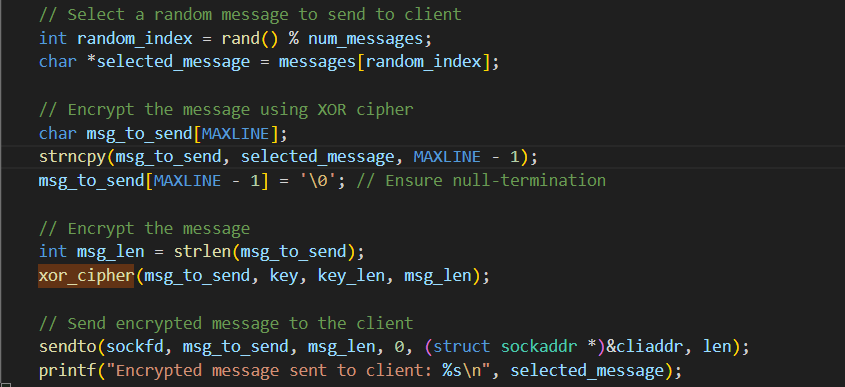 // Select a random message to send to client
int random_index = rand() % num_messages;
char *selected_message = messages[random_index];
// Encrypt the message using XOR cipher
char msg_to_send[MAXLINE];
strncpy(msg_to_send, selected_message, MAXLINE - 1);
msg_to_send[MAXLINE - 1] = '\0'; // Ensure null-termination
// Encrypt the message
int msg_len = strlen(msg_to_send);
xor_cipher(msg_to_send, key, key_len, msg_len);
// Send encrypted message to the client
sendto(sockfd, msg_to_send, msg_len, 0, (struct sockaddr *)&cliaddr, len);
printf("Encrypted message sent to client: %s\n", selected_message);